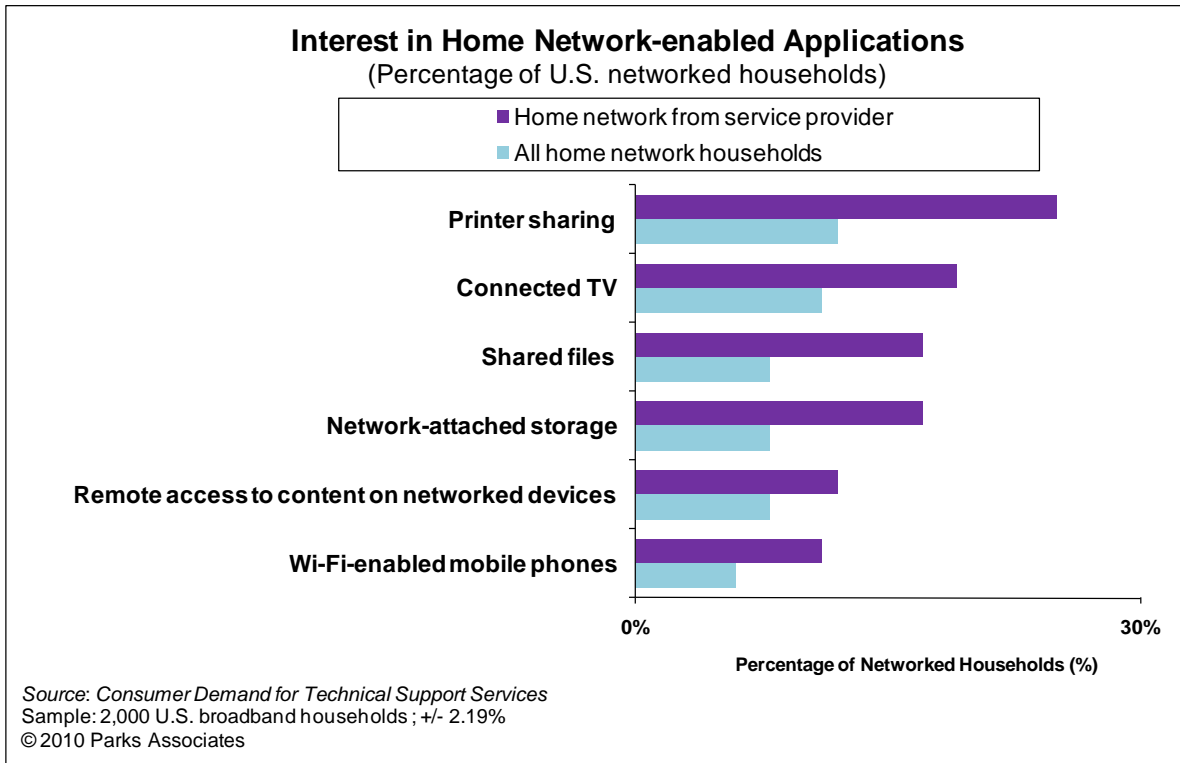 Interest in Home Network-enabled Applications
(Percentage of U.S. networked households)
Home network from service provider
All home network households
Printer sharing
Connected TV
Shared files
Network-attached storage
Remote access to content on networked devices
Wi-Fi-enabled mobile phones
0% 30%
Percentage of Networked Households (%)
Source: Consumer Demand for Technical Support Services
Sample: 2,000 U.S. broadband households ; +/- 2.19%
© 2010 Parks Associates